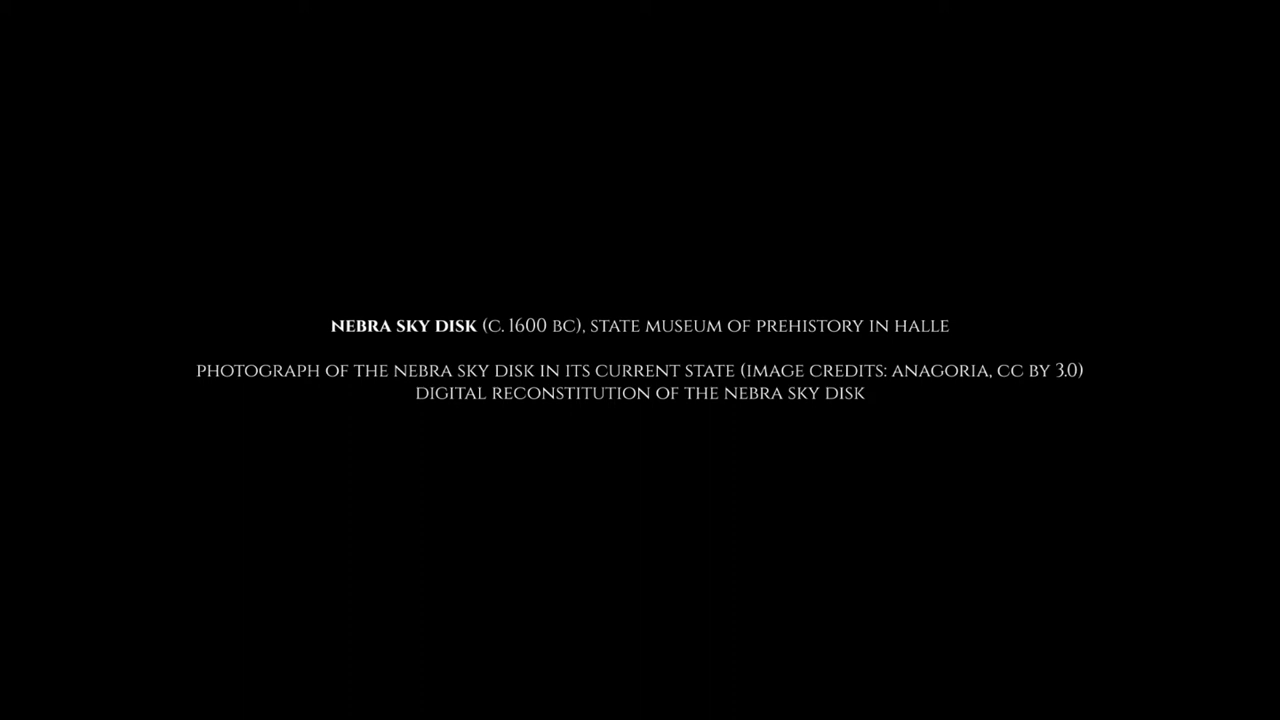 NEBRA SKY DISK (C. 1600 BC), STATE MUSEUM OF PREHISTORY IN HALLE
PHOTOGRAPH OF THE NEBRA SKY DISK IN ITS CURRENT STATE (IMAGE CREDITS: ANAGORIA, CC BY 3.0)
DIGITAL RECONSTITUTION OF THE NEBRA SKY DISK